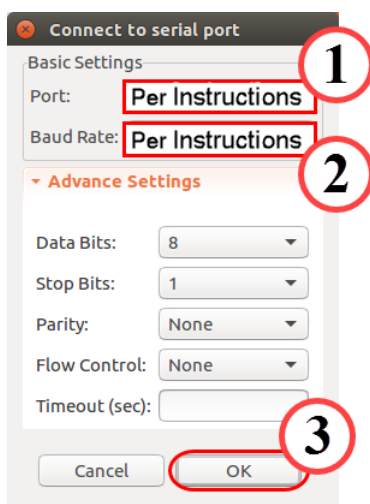 Connect to serial port
Basic Settings
1
Port: Per Instructions
Baud Rate: Per Instructions
2
Advance Settings
Data Bits: 8
Stop Bits: 1
Parity: None
Flow Control: None
Timeout (sec):
3
Cancel OK